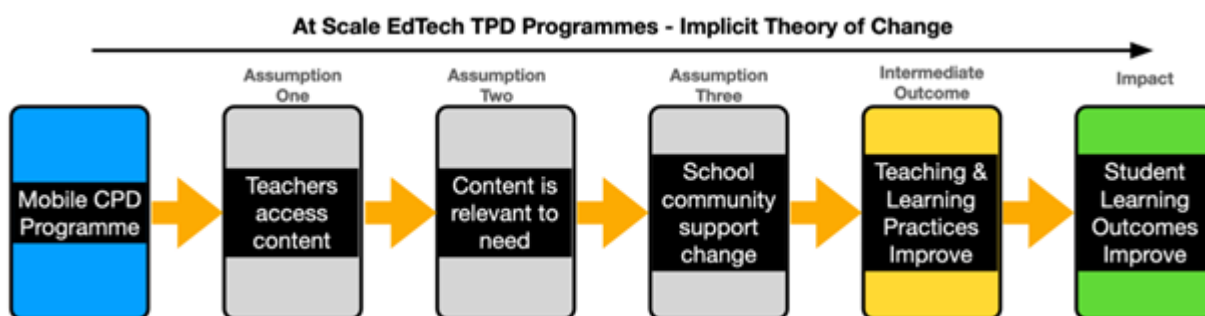 At Scale EdTech TPD Programmes - Implicit Theory of Change
Assumption
One
Assumption
Two
Assumption
Three
Intermediate
Outcome
Impact
Mobile CPD
Programme
Teachers
access
content
Content is
relevant to
need
School
community
support
change
Teaching &
Learning
Practices
Improve
Student
Learning
Outcomes
Improve